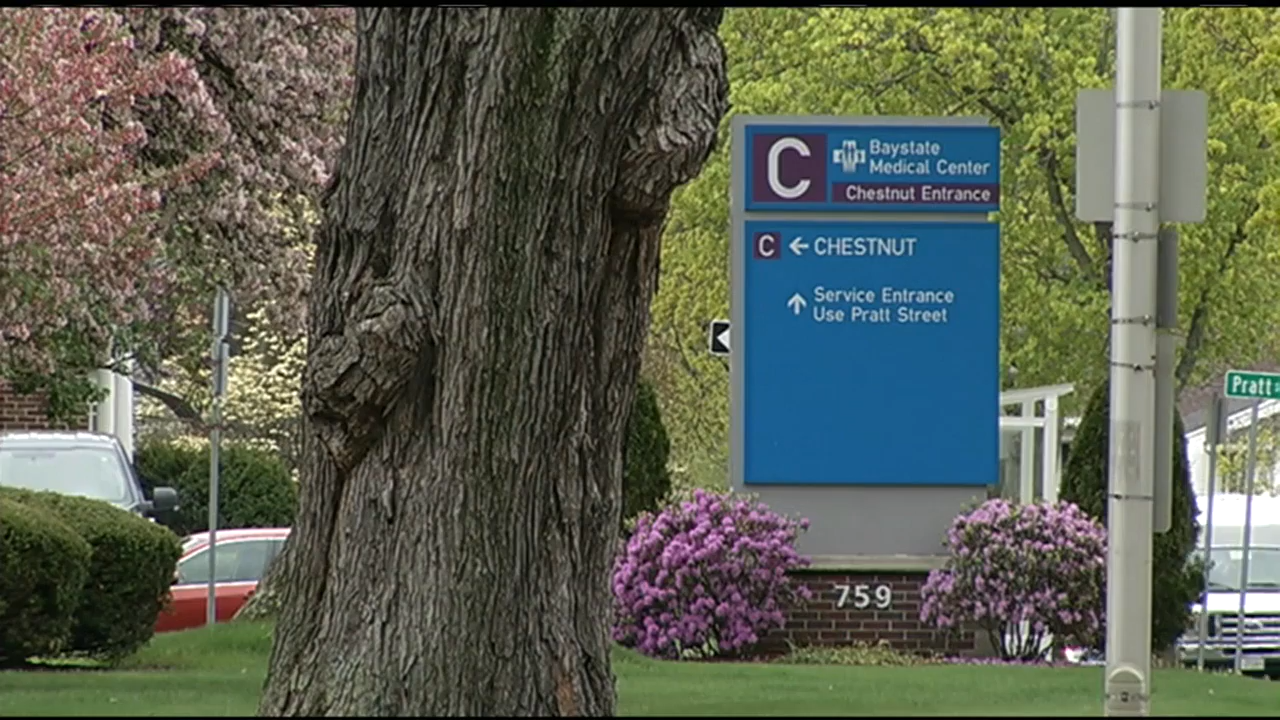 C
Baystate
Medical Center
Chestnut Entrance
C ← CHESTNUT
↑ Service Entrance
Use Pratt Street
759
Pratt